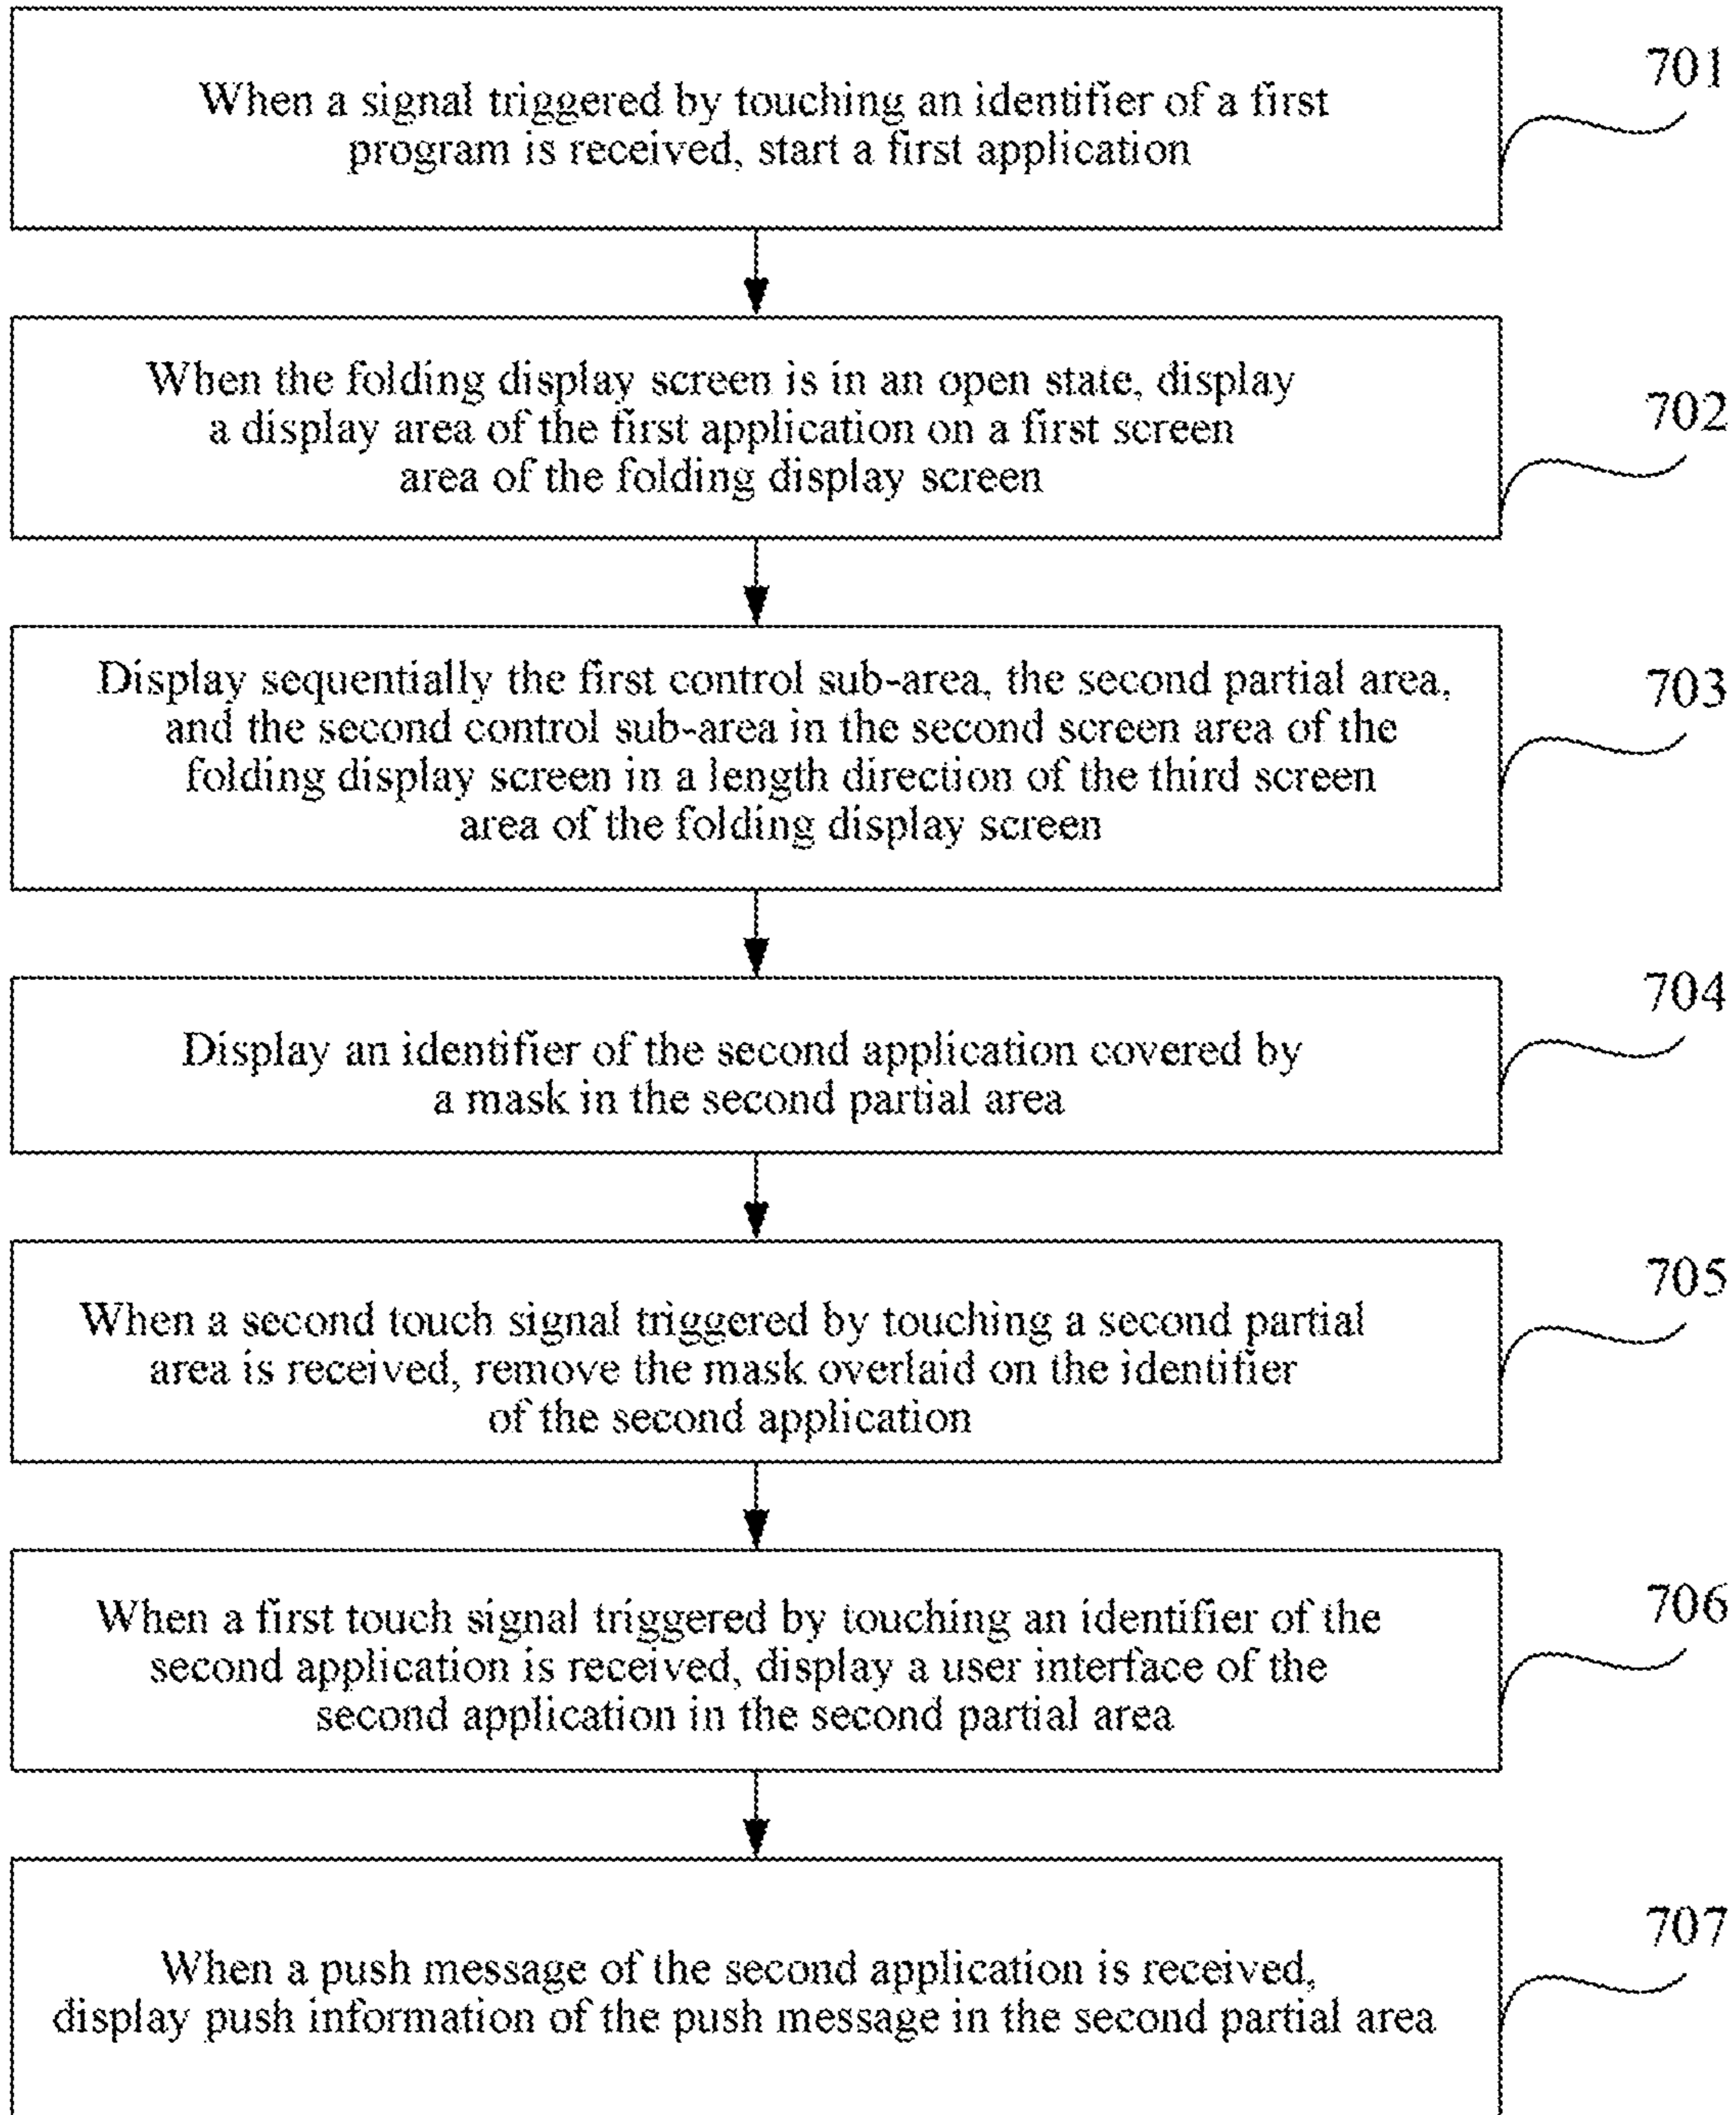 When a signal triggered by touching an identifier of a first
program is received, start a first application
701
When the folding display screen is in an open state, display
a display area of the first application on a first screen
area of the folding display screen
702
Display sequentially the first control sub-area, the second partial area,
and the second control sub-area in the second screen area of the
folding display screen in a length direction of the third screen
area of the folding display screen
703
Display an identifier of the second application covered by
a mask in the second partial area
704
When a second touch signal triggered by touching a second partial
area is received, remove the mask overlaid on the identifier
of the second application
705
When a first touch signal triggered by touching an identifier of the
second application is received, display a user interface of the
second application in the second partial area
706
When a push message of the second application is received,
display push information of the push message in the second partial area
707